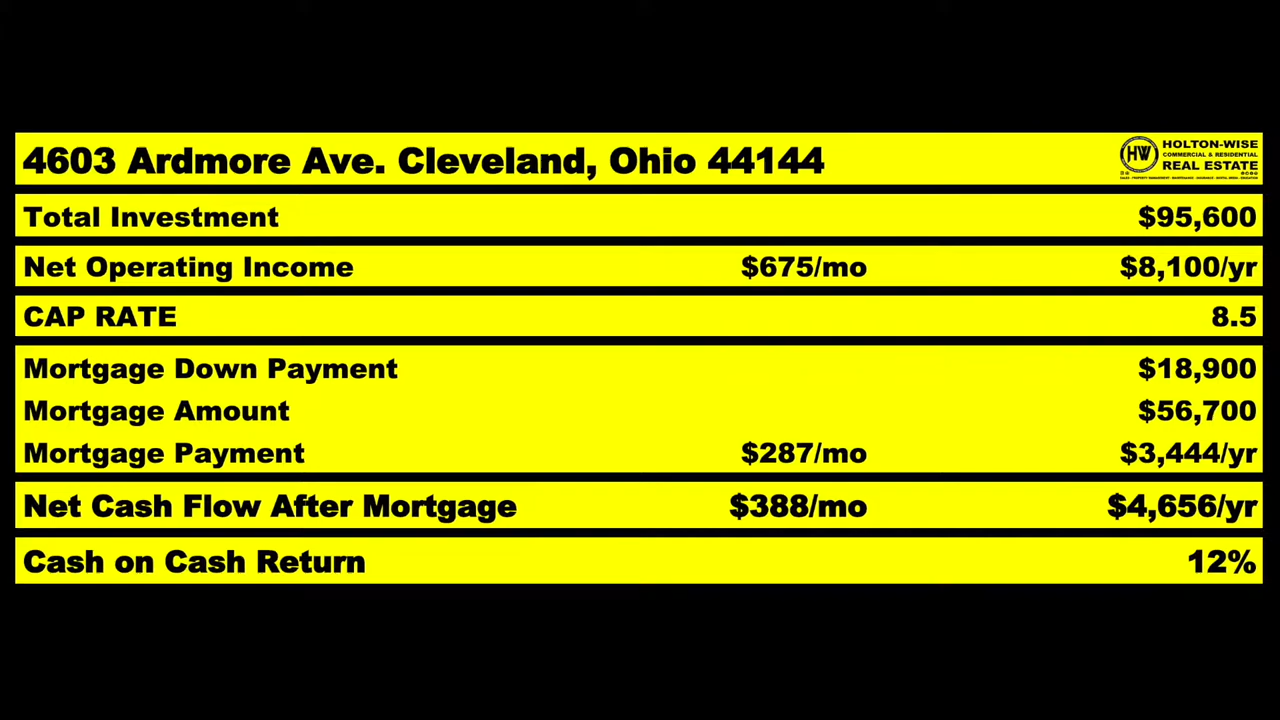 4603 Ardmore Ave. Cleveland, Ohio 44144
HW
HOLTON-WISE
COMMERCIAL & RESIDENTIAL
REAL ESTATE
Total Investment $95,600
Net Operating Income $675/mo $8,100/yr
CAP RATE 8.5
Mortgage Down Payment $18,900
Mortgage Amount $56,700
Mortgage Payment $287/mo $3,444/yr
Net Cash Flow After Mortgage $388/mo $4,656/yr
Cash on Cash Return 12%